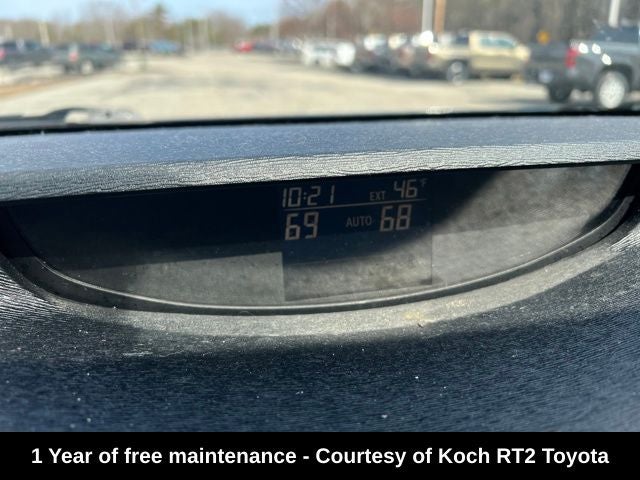 10:21 EXT 46°F
69 AUTO 68
1 Year of free maintenance - Courtesy of Koch RT2 Toyota